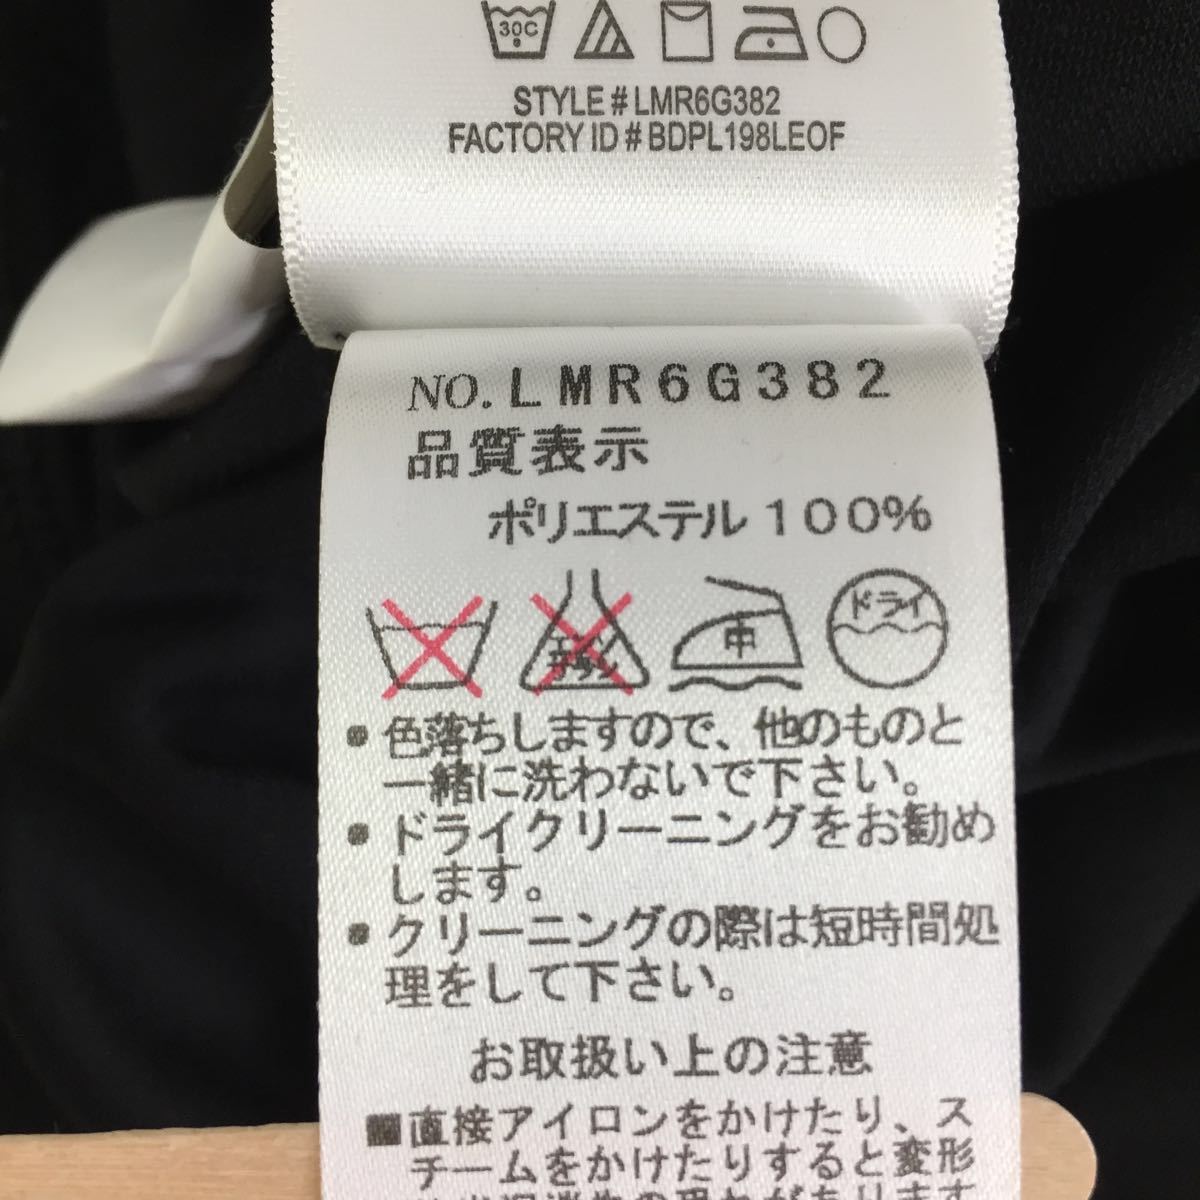 30C
STYLE # LMR6G382
FACTORY ID # BDPL198LEOF
NO. LMR6G382
品質表示
ポリエステル 100%
中
ドライ
● 色落ちしますので、他のものと
一緒に洗わないで下さい。
● ドライクリーニングをお勧め
します。
● クリーニングの際は短時間処
理をして下さい。
お取扱い上の注意
■直接アイロンをかけたり、ス
チームをかけたりすると変形